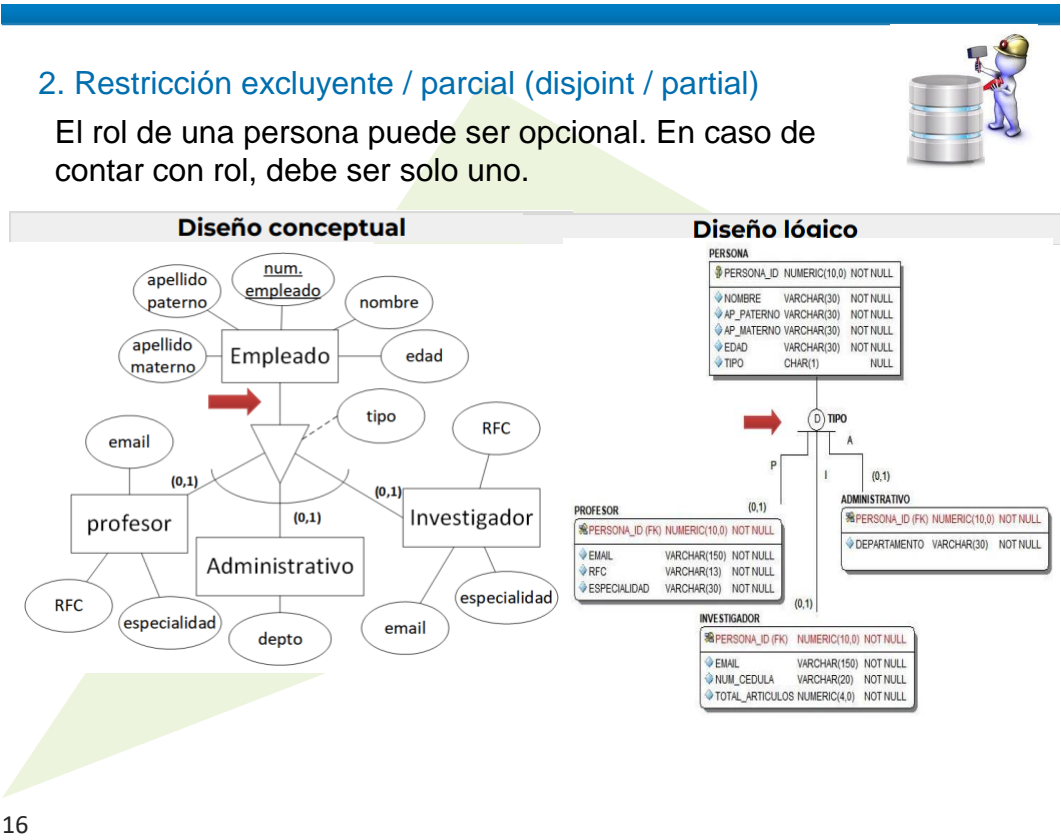 2. Restricción excluyente / parcial (disjoint / partial)
El rol de una persona puede ser opcional. En caso de
contar con rol, debe ser solo uno.
Diseño conceptual
apellido
paterno
num.
empleado
nombre
apellido
materno
Empleado
edad
tipo
email
RFC
(0,1)
(0,1)
(0,1)
profesor
Administrativo
Investigador
RFC
especialidad
depto
email
especialidad
Diseño lógico
PERSONA
PERSONA_ID NUMERIC(10,0) NOT NULL
NOMBRE VARCHAR(30) NOT NULL
AP_PATERNO VARCHAR(30) NOT NULL
AP_MATERNO VARCHAR(30) NOT NULL
EDAD VARCHAR(30) NOT NULL
TIPO CHAR(1) NULL
D TIPO
P
I
A
(0,1)
(0,1)
(0,1)
PROFESOR
PERSONA_ID (FK) NUMERIC(10,0) NOT NULL
EMAIL VARCHAR(150) NOT NULL
RFC VARCHAR(13) NOT NULL
ESPECIALIDAD VARCHAR(30) NOT NULL
ADMINISTRATIVO
PERSONA_ID (FK) NUMERIC(10,0) NOT NULL
DEPARTAMENTO VARCHAR(30) NOT NULL
INVESTIGADOR
PERSONA_ID (FK) NUMERIC(10,0) NOT NULL
EMAIL VARCHAR(150) NOT NULL
NUM_CEDULA VARCHAR(20) NOT NULL
TOTAL_ARTICULOS NUMERIC(4,0) NOT NULL
16